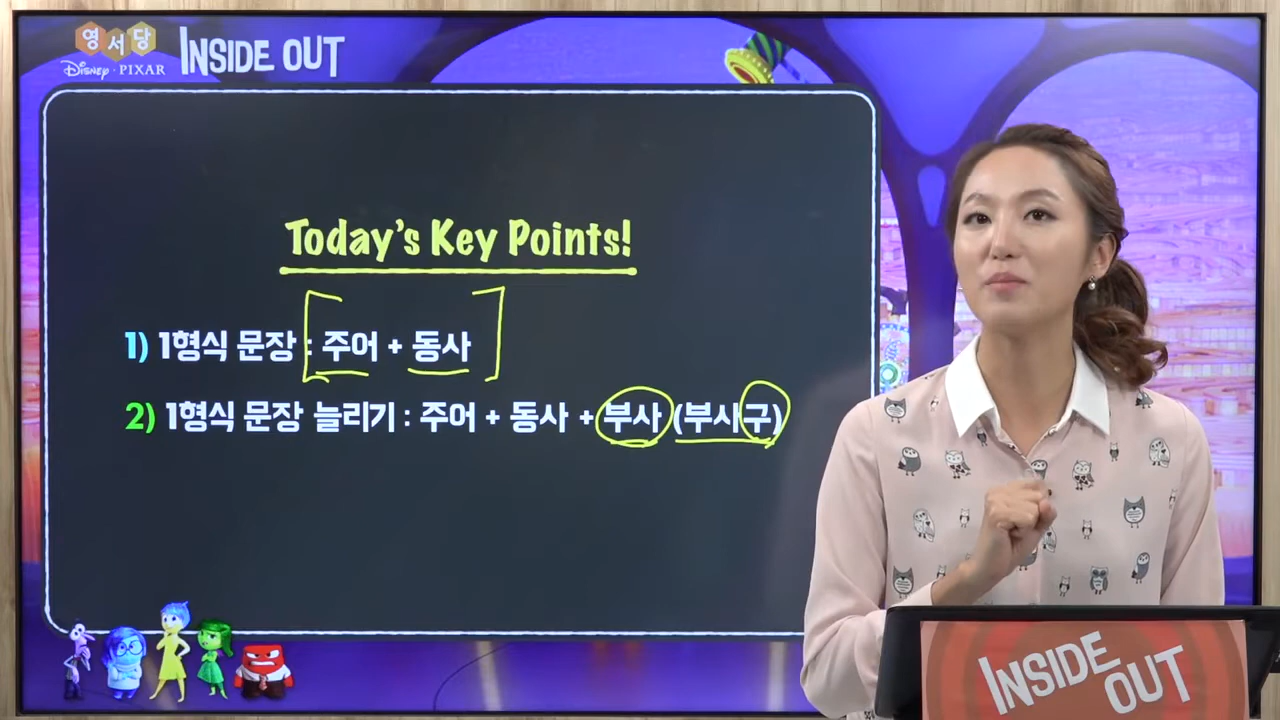 영서당
Disney · PIXAR
INSIDE OUT
Today's Key Points!
1) 1형식 문장 : 주어 + 동사
2) 1형식 문장 늘리기 : 주어 + 동사 + 부사 (부사구)
INSIDE
OUT